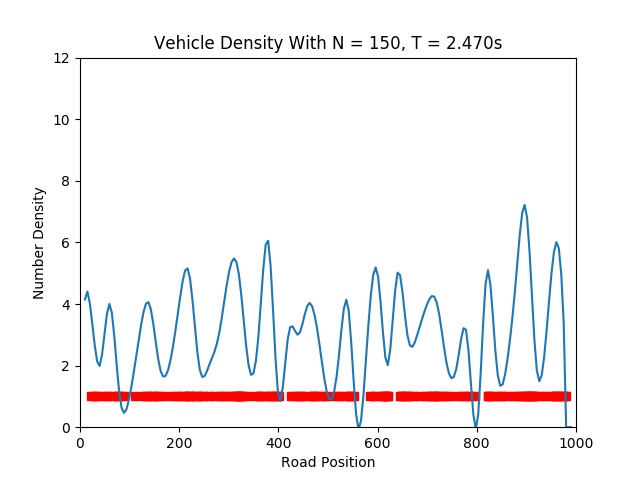 Vehicle Density With N = 150, T = 2.470s
12
10
8
6
4
2
0
Number Density
0 200 400 600 800 1000
Road Position